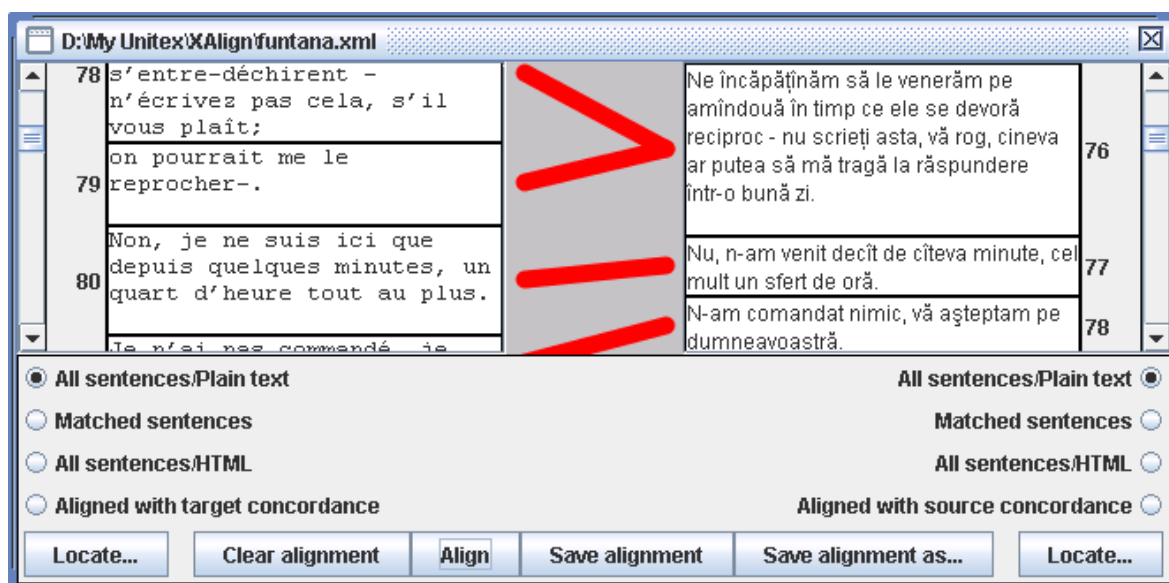 D:\My Unitex\XAlign\funtana.xml
78
s'entre-déchirent -
n'écrivez pas cela, s'il
vous plaît;
79
on pourrait me le
reprocher-.
80
Non, je ne suis ici que
depuis quelques minutes, un
quart d'heure tout au plus.
Je n'ai pas commandé, je
Ne încăpățînăm să le venerăm pe
amîndouă în timp ce ele se devoră
reciproc - nu scrieți asta, vă rog, cineva
ar putea să mă tragă la răspundere
într-o bună zi.
76
Nu, n-am venit decît de cîteva minute, cel
mult un sfert de oră.
77
N-am comandat nimic, vă aşteptam pe
dumneavoastră.
78
All sentences/Plain text
Matched sentences
All sentences/HTML
Aligned with target concordance
All sentences/Plain text
Matched sentences
All sentences/HTML
Aligned with source concordance
Locate...
Clear alignment
Align
Save alignment
Save alignment as...
Locate...